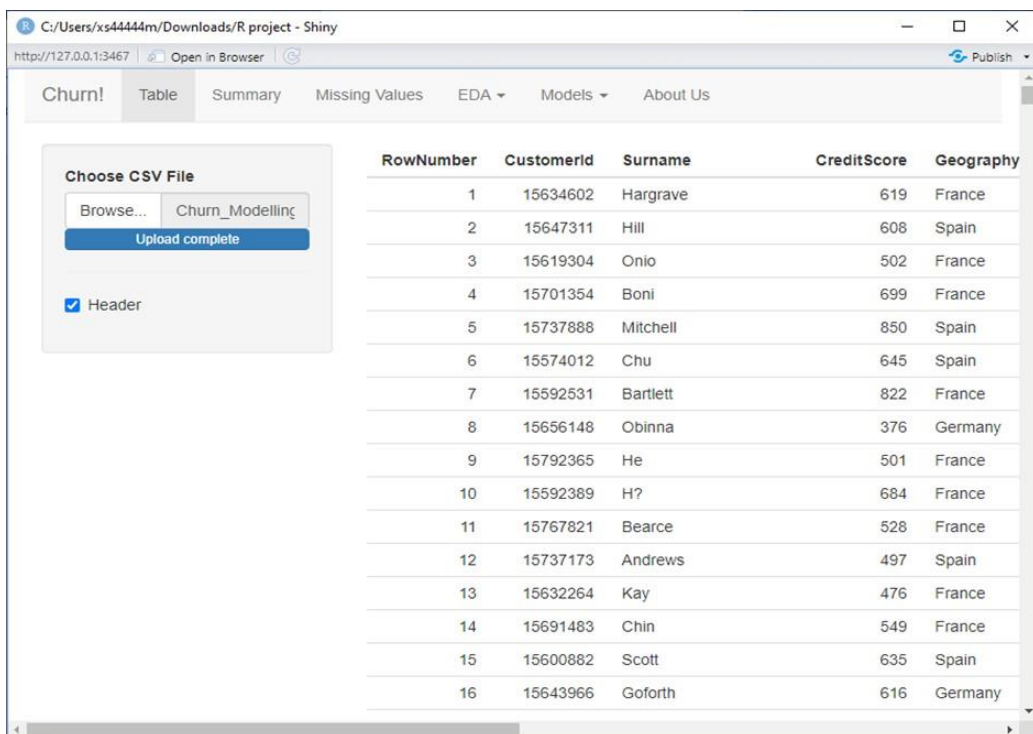 C:/Users/xs44444m/Downloads/R project - Shiny
http://127.0.0.1:3467 Open in Browser Publish
Churn! Table Summary Missing Values EDA Models About Us
Choose CSV File
Browse... Churn_Modelling
Upload complete
Header
RowNumber CustomerId Surname CreditScore Geography
1 15634602 Hargrave 619 France
2 15647311 Hill 608 Spain
3 15619304 Onio 502 France
4 15701354 Boni 699 France
5 15737888 Mitchell 850 Spain
6 15574012 Chu 645 Spain
7 15592531 Bartlett 822 France
8 15656148 Obinna 376 Germany
9 15792365 He 501 France
10 15592389 H? 684 France
11 15767821 Bearce 528 France
12 15737173 Andrews 497 Spain
13 15632264 Kay 476 France
14 15691483 Chin 549 France
15 15600882 Scott 635 Spain
16 15643966 Goforth 616 Germany